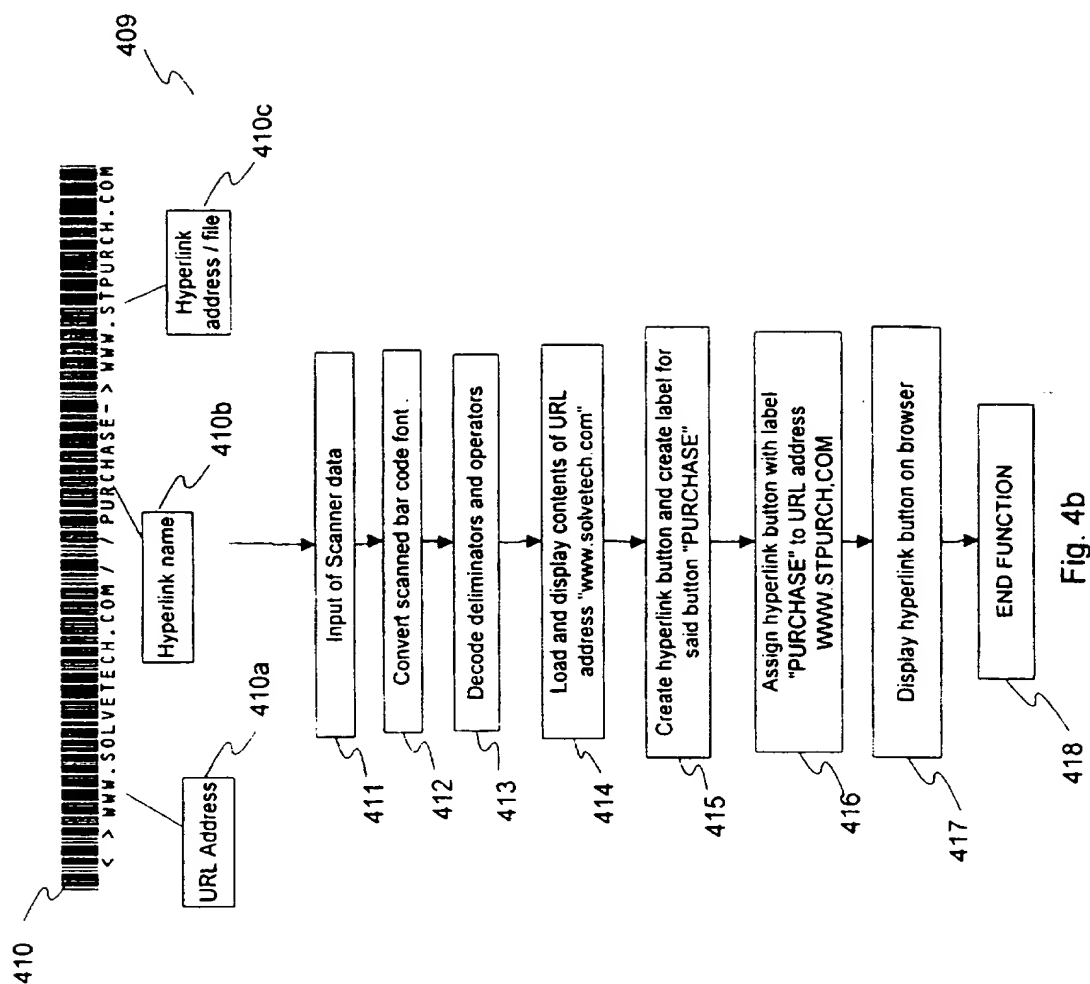 409
410
< > WWW.SOLVETECH.COM / / PURCHASE- > WWW.STPURCH.COM
URL Address
410a
Hyperlink name
410b
Hyperlink
address / file
410c
Input of Scanner data
411
Convert scanned bar code font .
412
Decode deliminators and operators
413
Load and display contents of URL
address "www.solvetech.com"
414
Create hyperlink button and create label for
said button "PURCHASE"
415
Assign hyperlink button with label
"PURCHASE" to URL address
WWW.STPURCH.COM
416
Display hyperlink button on browser
417
END FUNCTION
418
Fig. 4b